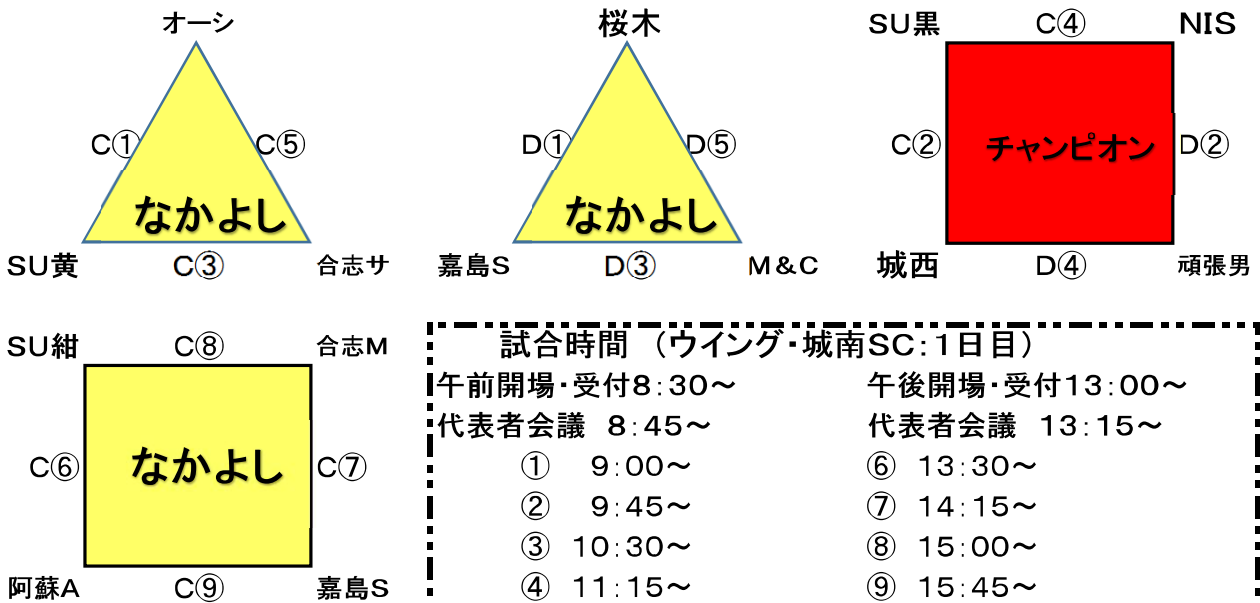 オーシ
C① C⑤
なかよし
SU黄 C③ 合志サ
桜木
D① D⑤
なかよし
嘉島S D③ M&C
SU黒 C④ NIS
C② チャンピオン D②
城西 D④ 頑張男
SU紺 C⑧ 合志M
C⑥ なかよし C⑦
阿蘇A C⑨ 嘉島S
試合時間 (ウイング・城南SC:1日目)
午前開場・受付8:30~ 午後開場・受付13:00~
代表者会議 8:45~ 代表者会議 13:15~
① 9:00~ ⑥ 13:30~
② 9:45~ ⑦ 14:15~
③ 10:30~ ⑧ 15:00~
④ 11:15~ ⑨ 15:45~